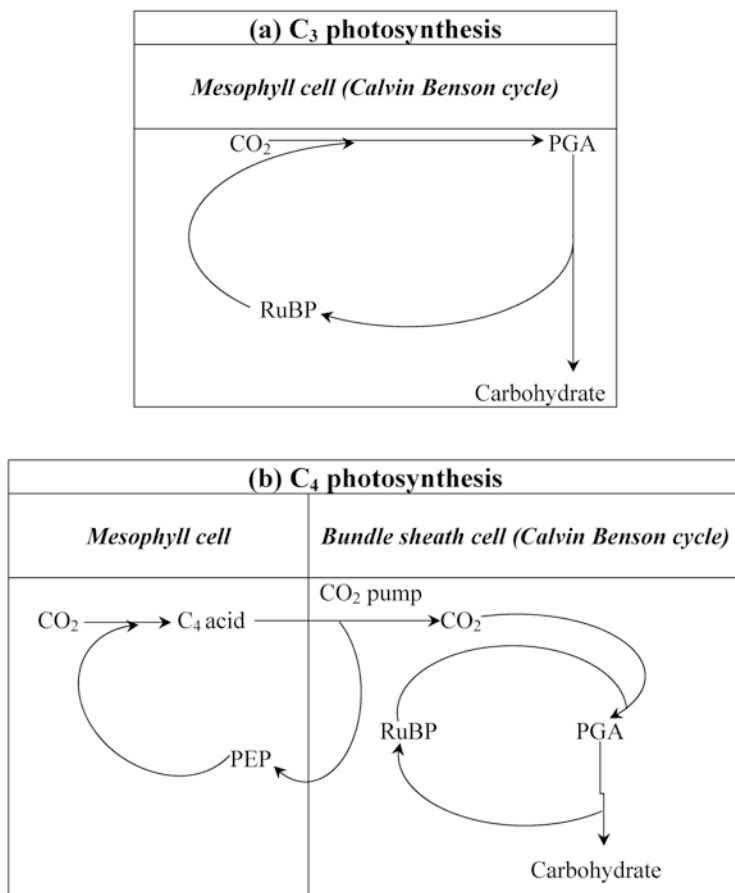 (a) C₃ photosynthesis
Mesophyll cell (Calvin Benson cycle)
CO₂ PGA
RuBP
Carbohydrate
(b) C₄ photosynthesis
Mesophyll cell Bundle sheath cell (Calvin Benson cycle)
CO₂ pump
CO₂ C₄ acid CO₂
RuBP PGA
PEP
Carbohydrate